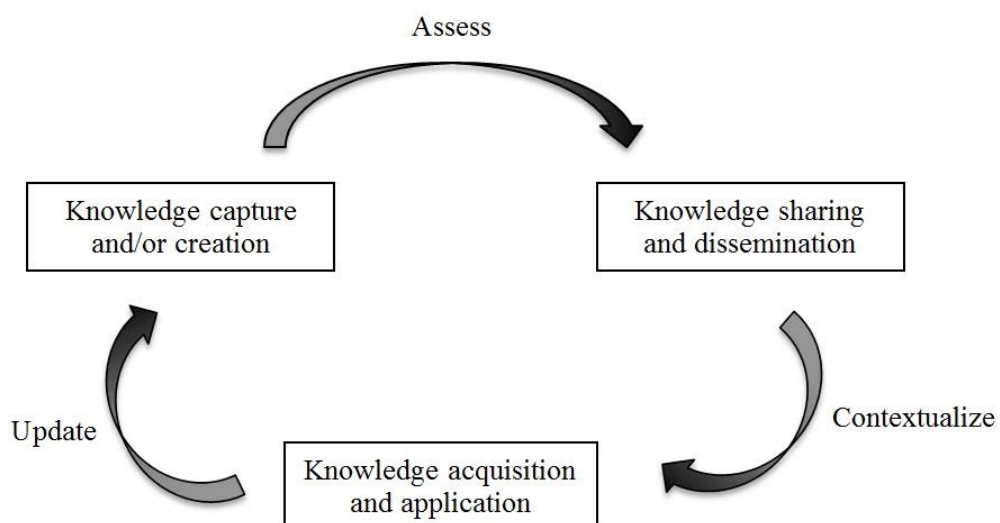 Assess
Knowledge capture
and/or creation
Knowledge sharing
and dissemination
Update
Contextualize
Knowledge acquisition
and application